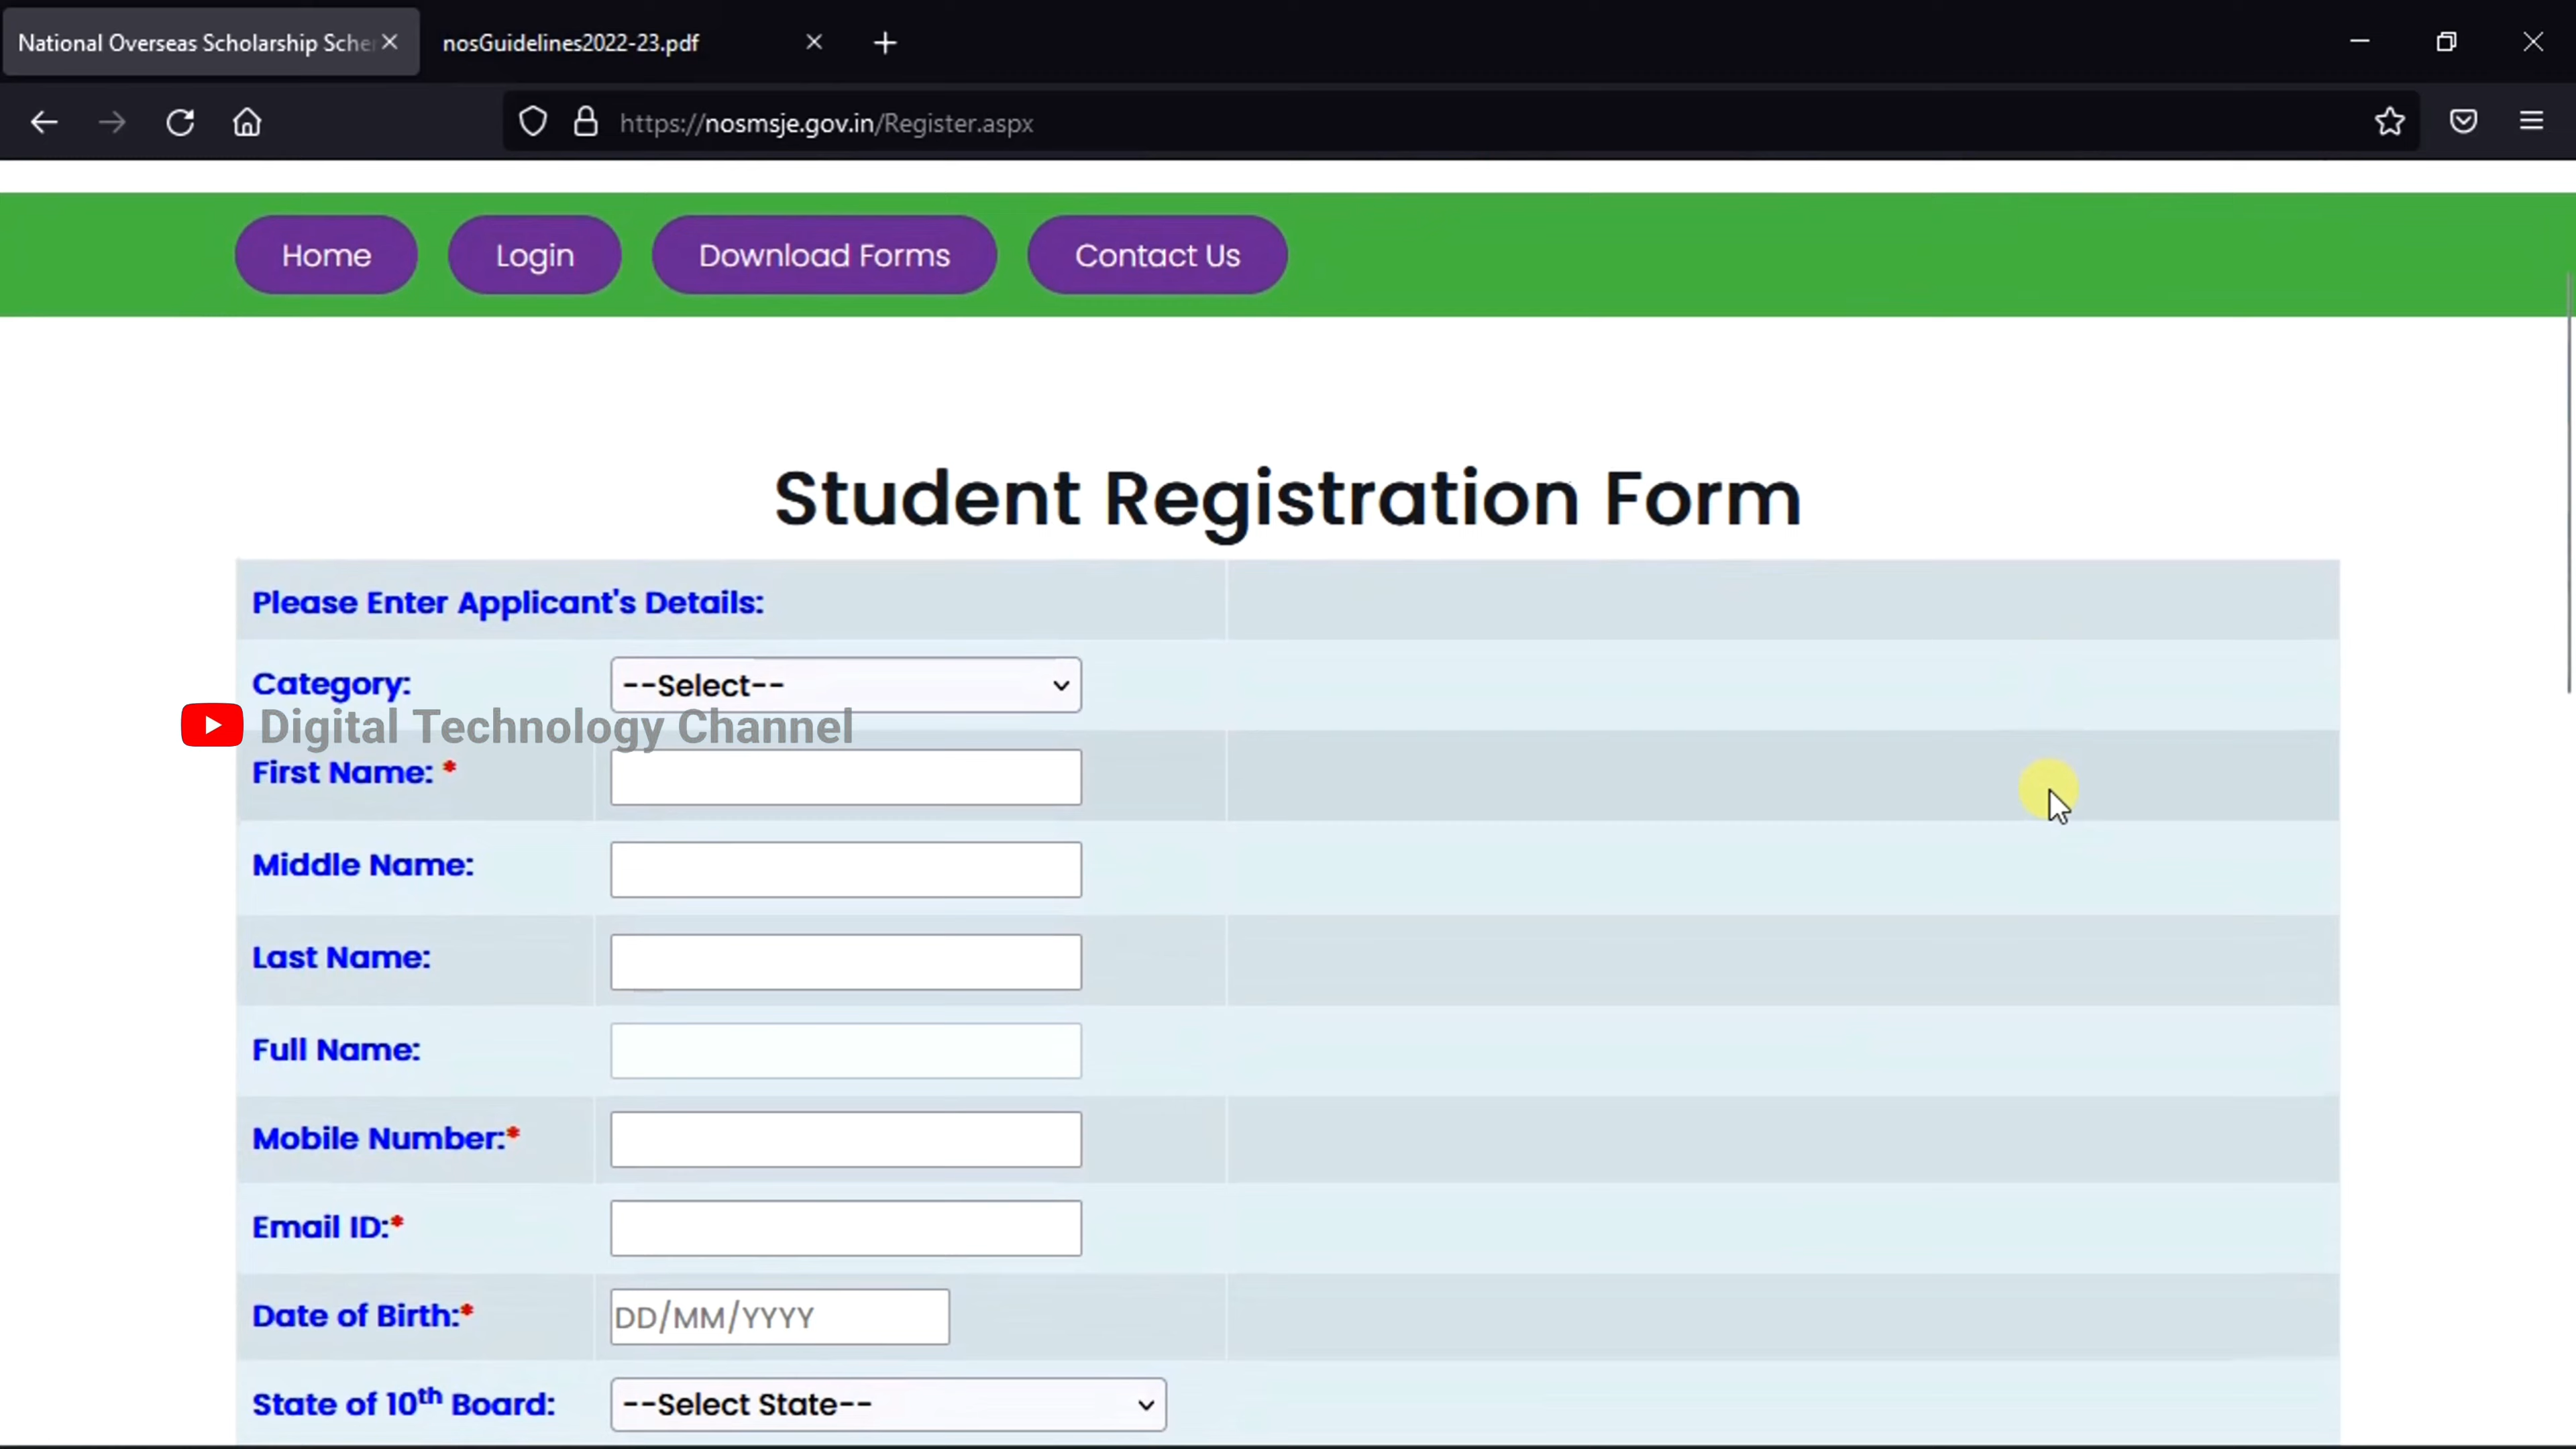 National Overseas Scholarship Sche
nosGuidelines2022-23.pdf
https://nosmsje.gov.in/Register.aspx
Home
Login
Download Forms
Contact Us
Student Registration Form
Please Enter Applicant's Details:
Category:
--Select--
Digital Technology Channel
First Name: *
Middle Name:
Last Name:
Full Name:
Mobile Number:*
Email ID:*
Date of Birth:*
DD/MM/YYYY
State of 10th Board:
--Select State--